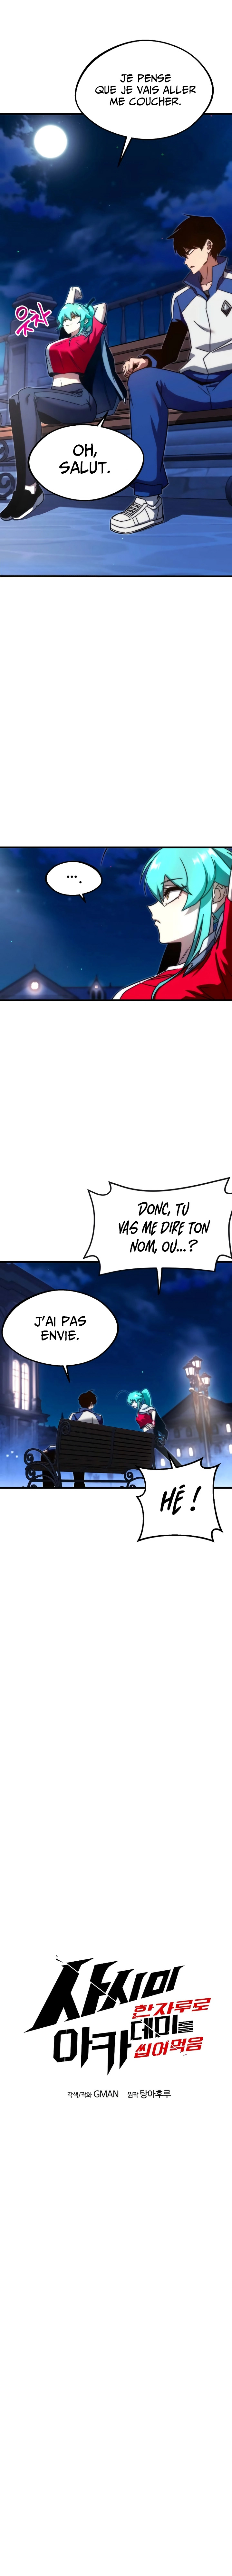 JE PENSE
QUE JE VAIS ALLER
ME COUCHER.
으쟈
OH,
SALUT.
... .
DONC, TU
VAS ME DIRE TON
NOM, OU...?
J'AI PAS
ENVIE.
HÉ !
사시미
한 자루로
아카데미를
씹어먹음
각색/작화 GMAN 원작 탕아후루